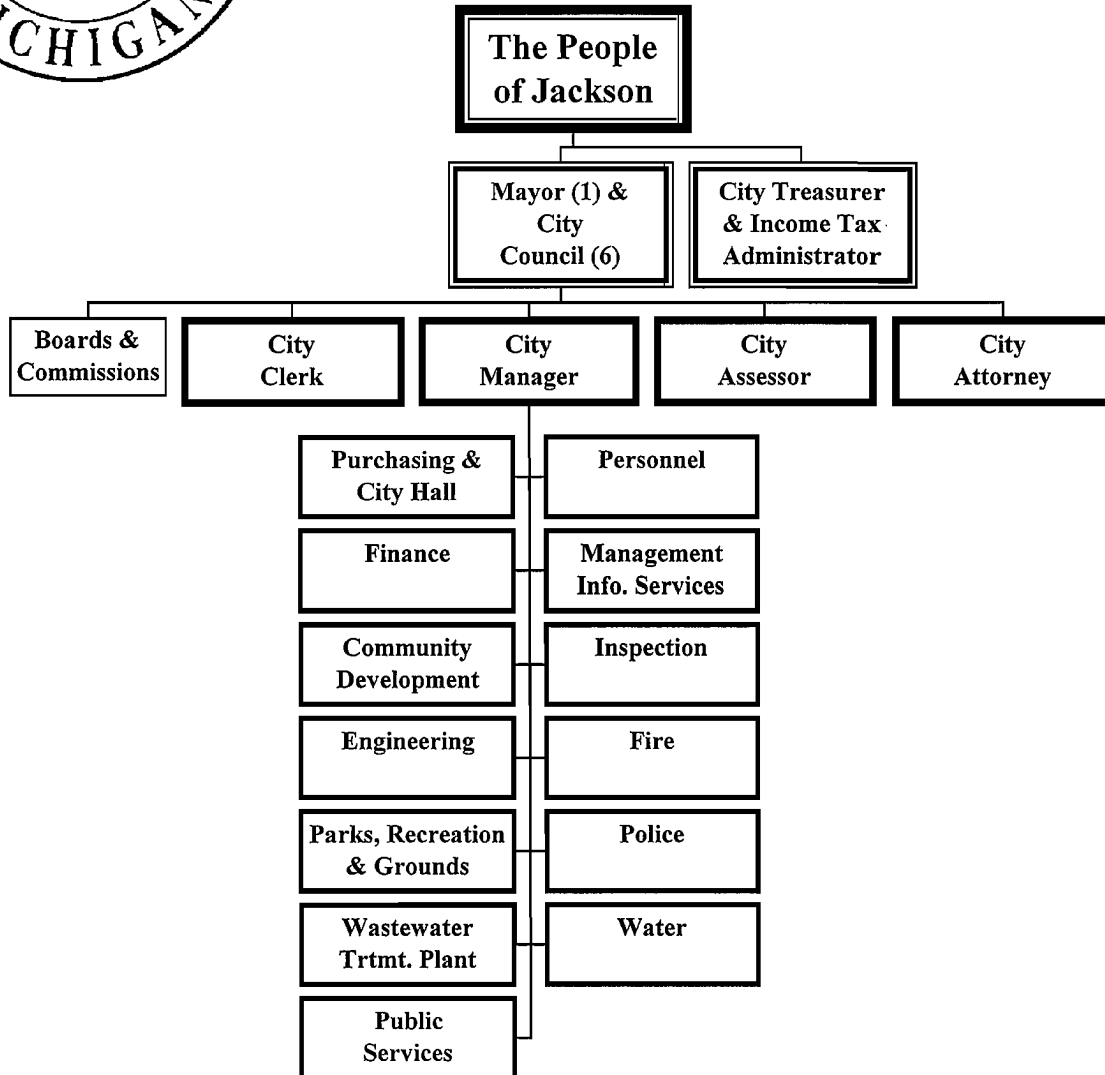 MICHIGAN
The People
of Jackson
Mayor (1) &
City
Council (6)
City Treasurer
& Income Tax
Administrator
Boards &
Commissions
City
Clerk
City
Manager
City
Assessor
City
Attorney
Purchasing &
City Hall
Personnel
Finance
Management
Info. Services
Community
Development
Inspection
Engineering
Fire
Parks, Recreation
& Grounds
Police
Wastewater
Trtmt. Plant
Water
Public
Services